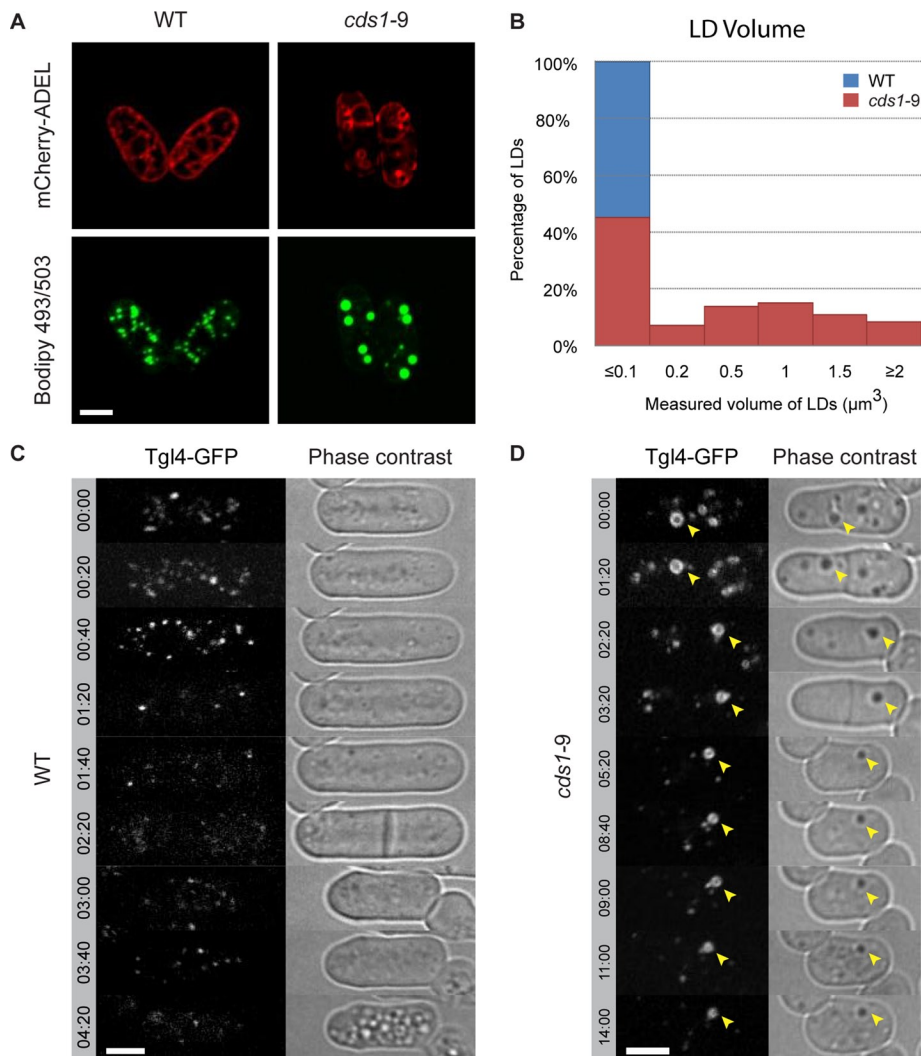 A
WT
cds1-9
mCherry-ADEL
Bodipy 493/503
B
LD Volume
Percentage of LDs
100%
80%
60%
40%
20%
0%
WT
cds1-9
≤0.1 0.2 0.5 1 1.5 ≥2
Measured volume of LDs (µm³)
C
Tgl4-GFP
Phase contrast
WT
00:00
00:20
00:40
01:20
01:40
02:20
03:00
03:40
04:20
D
Tgl4-GFP
Phase contrast
cds1-9
00:00
01:20
02:20
03:20
05:20
08:40
09:00
11:00
14:00